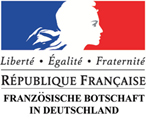 Liberté • Égalité • Fraternité
RÉPUBLIQUE FRANÇAISE
FRANZÖSISCHE BOTSCHAFT
IN DEUTSCHLAND